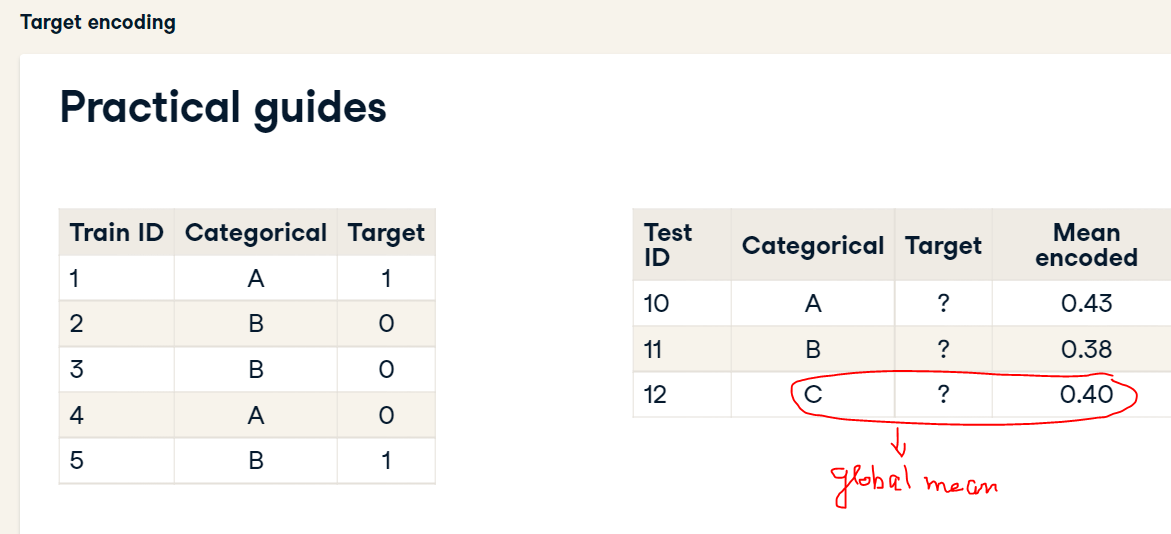 Target encoding
Practical guides
Train ID Categorical Target
1 A 1
2 B 0
3 B 0
4 A 0
5 B 1
Test
ID Categorical Target Mean
encoded
10 A ? 0.43
11 B ? 0.38
12 C ? 0.40
global mean